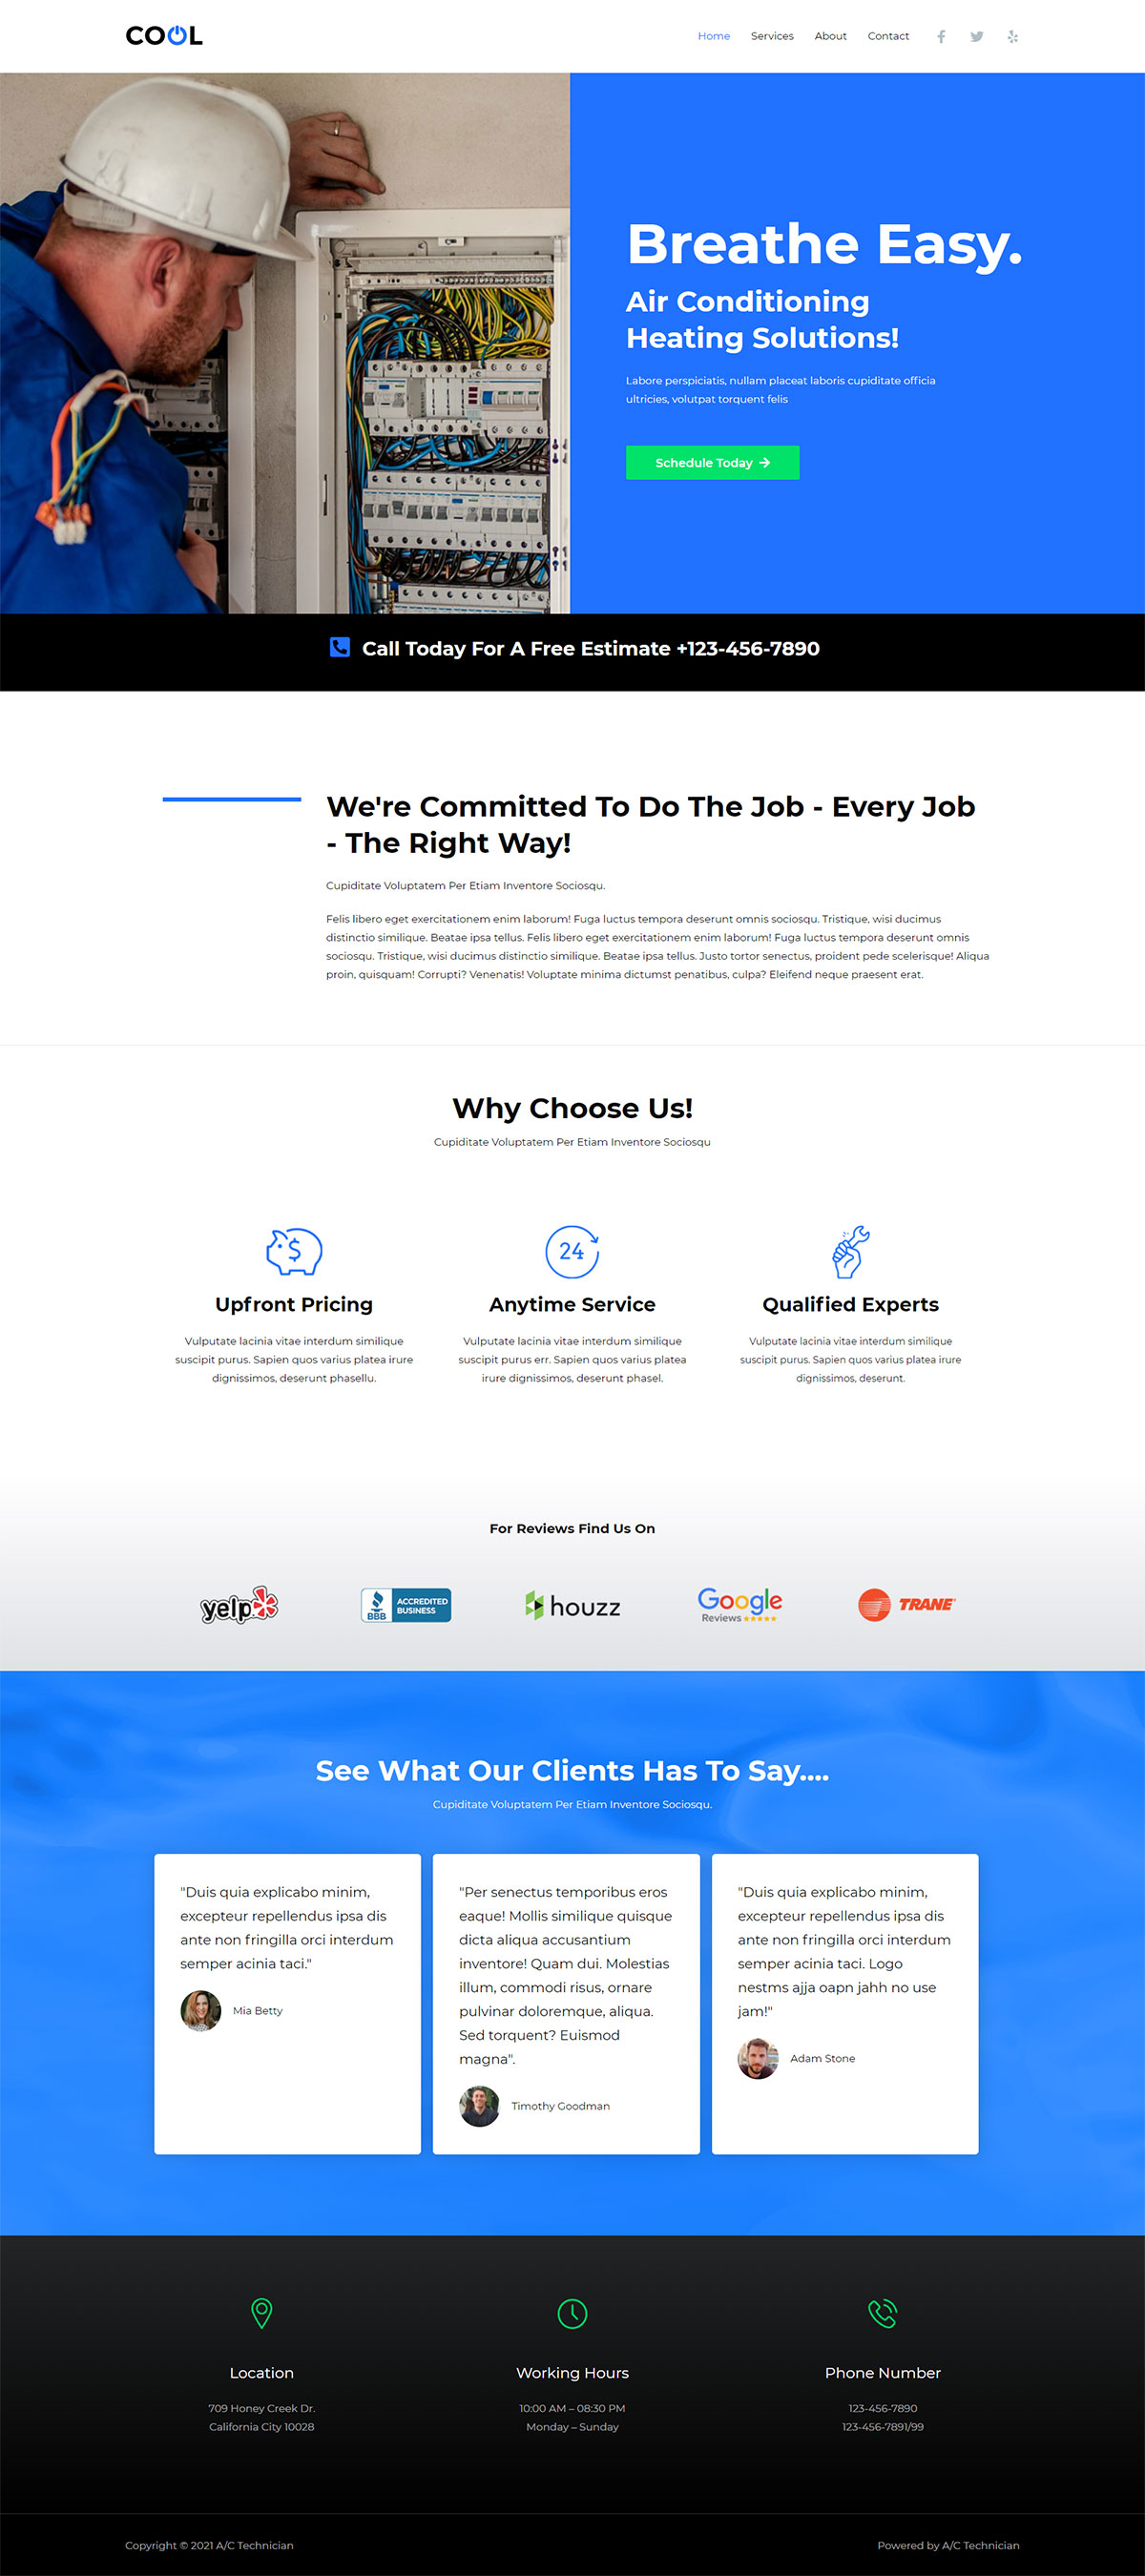 COOL
Home Services About Contact
Breathe Easy.
Air Conditioning
Heating Solutions!
Labore perspiciatis, nullam placeat laboris cupiditate officia
ultricies, volutpat torquent felis
Schedule Today
Call Today For A Free Estimate +123-456-7890
We're Committed To Do The Job - Every Job
- The Right Way!
Cupiditate Voluptatem Per Etiam Inventore Sociosqu.
Felis libero eget exercitationem enim laborum! Fuga luctus tempora deserunt omnis sociosqu. Tristique, wisi ducimus
distinctio similique. Beatae ipsa tellus. Felis libero eget exercitationem enim laborum! Fuga luctus tempora deserunt omnis
sociosqu. Tristique, wisi ducimus distinctio similique. Beatae ipsa tellus. Justo tortor senectus, proident pede scelerisque! Aliqua
proin, quisquam! Corrupti? Venenatis! Voluptate minima dictumst penatibus, culpa? Eleifend neque praesent erat.
Why Choose Us!
Cupiditate Voluptatem Per Etiam Inventore Sociosqu
$
Upfront Pricing
Vulputate lacinia vitae interdum similique
suscipit purus. Sapien quos varius platea irure
dignissimos, deserunt phasellu.
24
Anytime Service
Vulputate lacinia vitae interdum similique
suscipit purus err. Sapien quos varius platea
irure dignissimos, deserunt phasel.
Qualified Experts
Vulputate lacinia vitae interdum similique
suscipit purus. Sapien quos varius platea irure
dignissimos, deserunt.
For Reviews Find Us On
yelp
BBB ACCREDITED BUSINESS
houzz
Google Reviews
TRANE
See What Our Clients Has To Say....
Cupiditate Voluptatem Per Etiam Inventore Sociosqu.
"Duis quia explicabo minim,
excepteur repellendus ipsa dis
ante non fringilla orci interdum
semper acinia taci."
Mia Betty
"Per senectus temporibus eros
eaque! Mollis similique quisque
dicta aliqua accusantium
inventore! Quam dui. Molestias
illum, commodi risus, ornare
pulvinar doloremque, aliqua.
Sed torquent? Euismod
magna".
Timothy Goodman
"Duis quia explicabo minim,
excepteur repellendus ipsa dis
ante non fringilla orci interdum
semper acinia taci. Logo
nestms ajja oapn jahh no use
jam!"
Adam Stone
Location
709 Honey Creek Dr.
California City 10028
Working Hours
10:00 AM – 08:30 PM
Monday – Sunday
Phone Number
123-456-7890
123-456-7891/99
Copyright © 2021 A/C Technician
Powered by A/C Technician